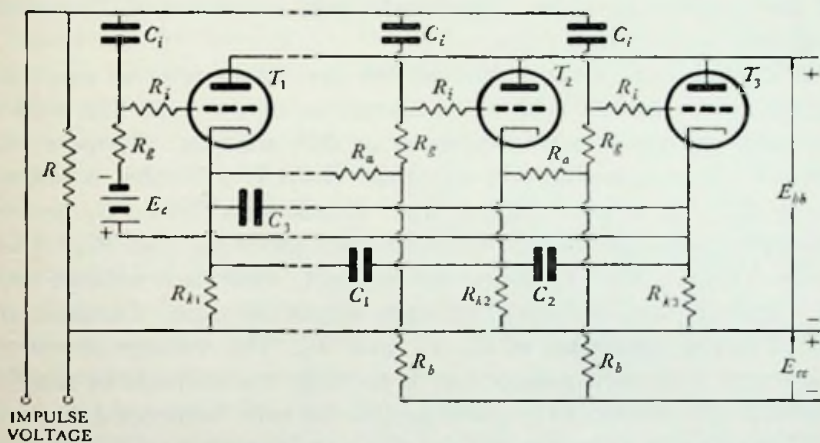 C_i
C_i
C_i
T_1
T_2
T_3
+
R_i
R_i
R_i
R_g
R_g
R_g
R_a
R_a
R
−
E_c
+
C_3
E_bb
C_1
C_2
R_k1
R_k2
R_k3
−
+
R_b
R_b
E_cc
−
IMPULSE
VOLTAGE